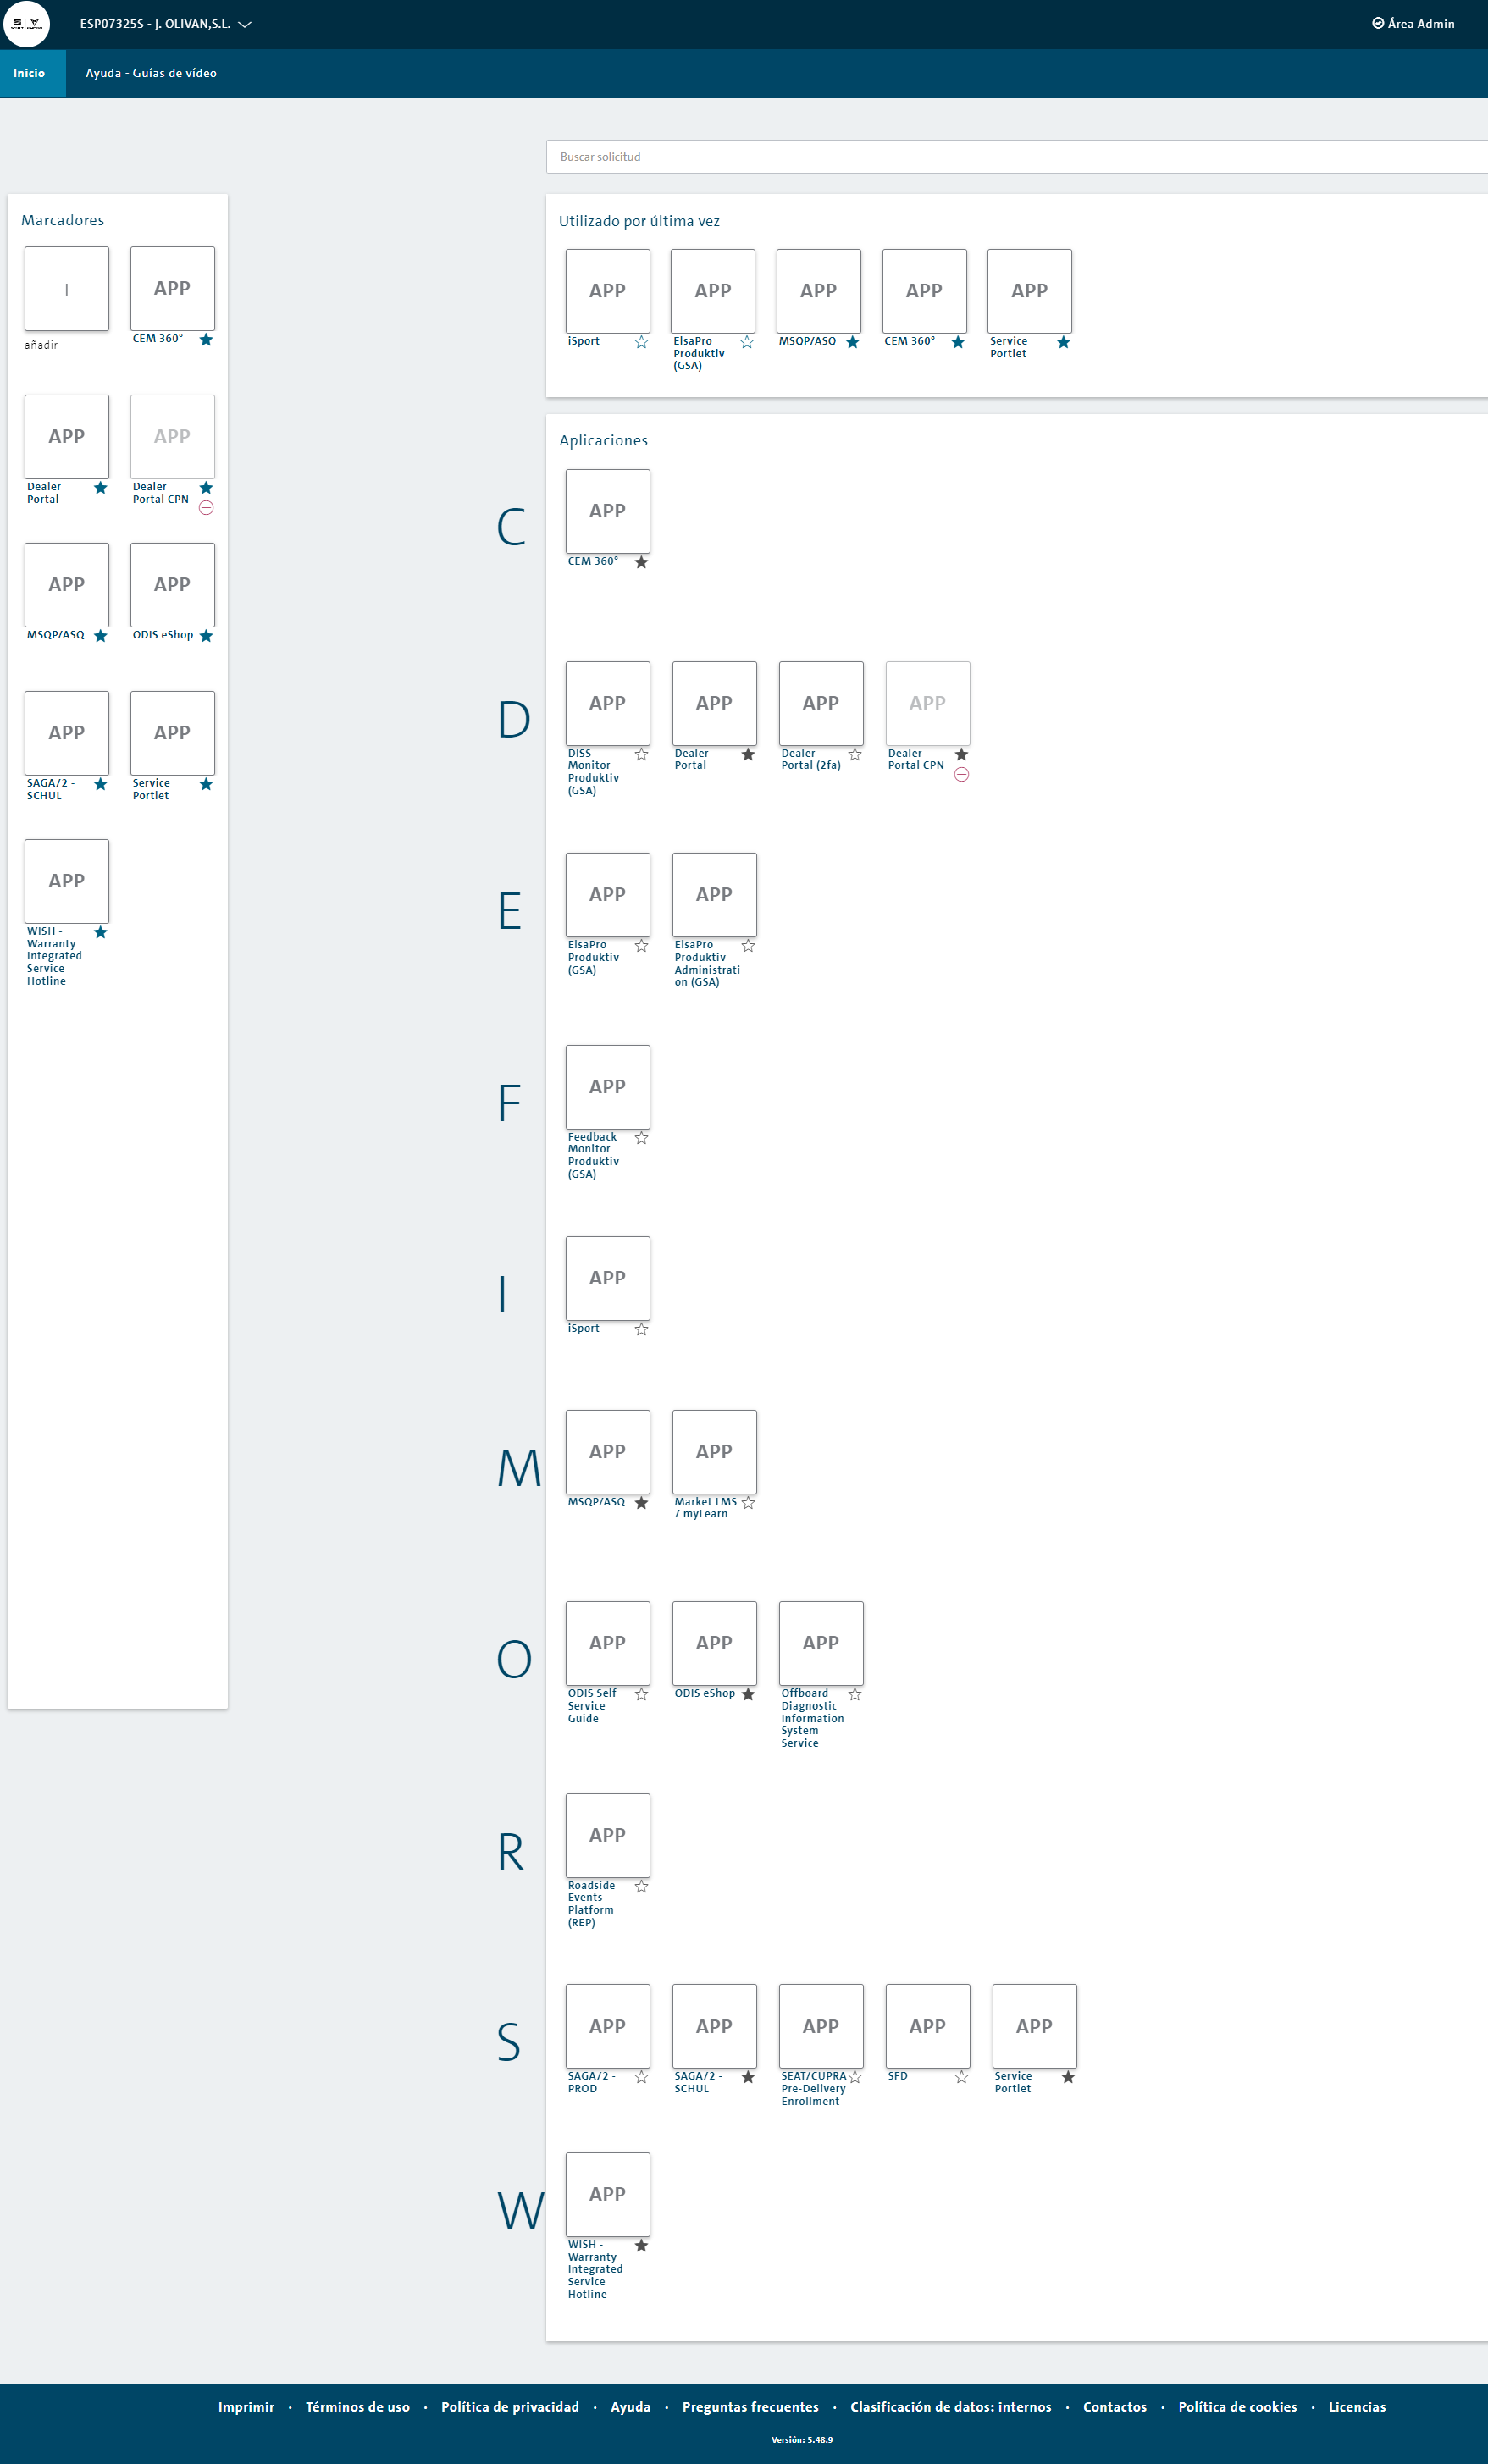 ESP07325S - J. OLIVAN,S.L.
Área Admin
Inicio
Ayuda - Guías de vídeo
Buscar solicitud
Marcadores
+
añadir
APP
CEM 360°
APP
Dealer
Portal
APP
Dealer
Portal CPN
APP
MSQP/ASQ
APP
ODIS eShop
APP
SAGA/2 -
SCHUL
APP
Service
Portlet
APP
WISH -
Warranty
Integrated
Service
Hotline
Utilizado por última vez
APP
iSport
APP
ElsaPro
Produktiv
(GSA)
APP
MSQP/ASQ
APP
CEM 360°
APP
Service
Portlet
Aplicaciones
C
APP
CEM 360°
D
APP
DISS
Monitor
Produktiv
(GSA)
APP
Dealer
Portal
APP
Dealer
Portal (2fa)
APP
Dealer
Portal CPN
E
APP
ElsaPro
Produktiv
(GSA)
APP
ElsaPro
Produktiv
Administrati
on (GSA)
F
APP
Feedback
Monitor
Produktiv
(GSA)
I
APP
iSport
M
APP
MSQP/ASQ
APP
Market LMS
/ myLearn
O
APP
ODIS Self
Service
Guide
APP
ODIS eShop
APP
Offboard
Diagnostic
Information
System
Service
R
APP
Roadside
Events
Platform
(REP)
S
APP
SAGA/2 -
PROD
APP
SAGA/2 -
SCHUL
APP
SEAT/CUPRA
Pre-Delivery
Enrollment
APP
SFD
APP
Service
Portlet
W
APP
WISH -
Warranty
Integrated
Service
Hotline
Imprimir • Términos de uso • Política de privacidad • Ayuda • Preguntas frecuentes • Clasificación de datos: internos • Contactos • Política de cookies • Licencias
Versión: 5.48.9